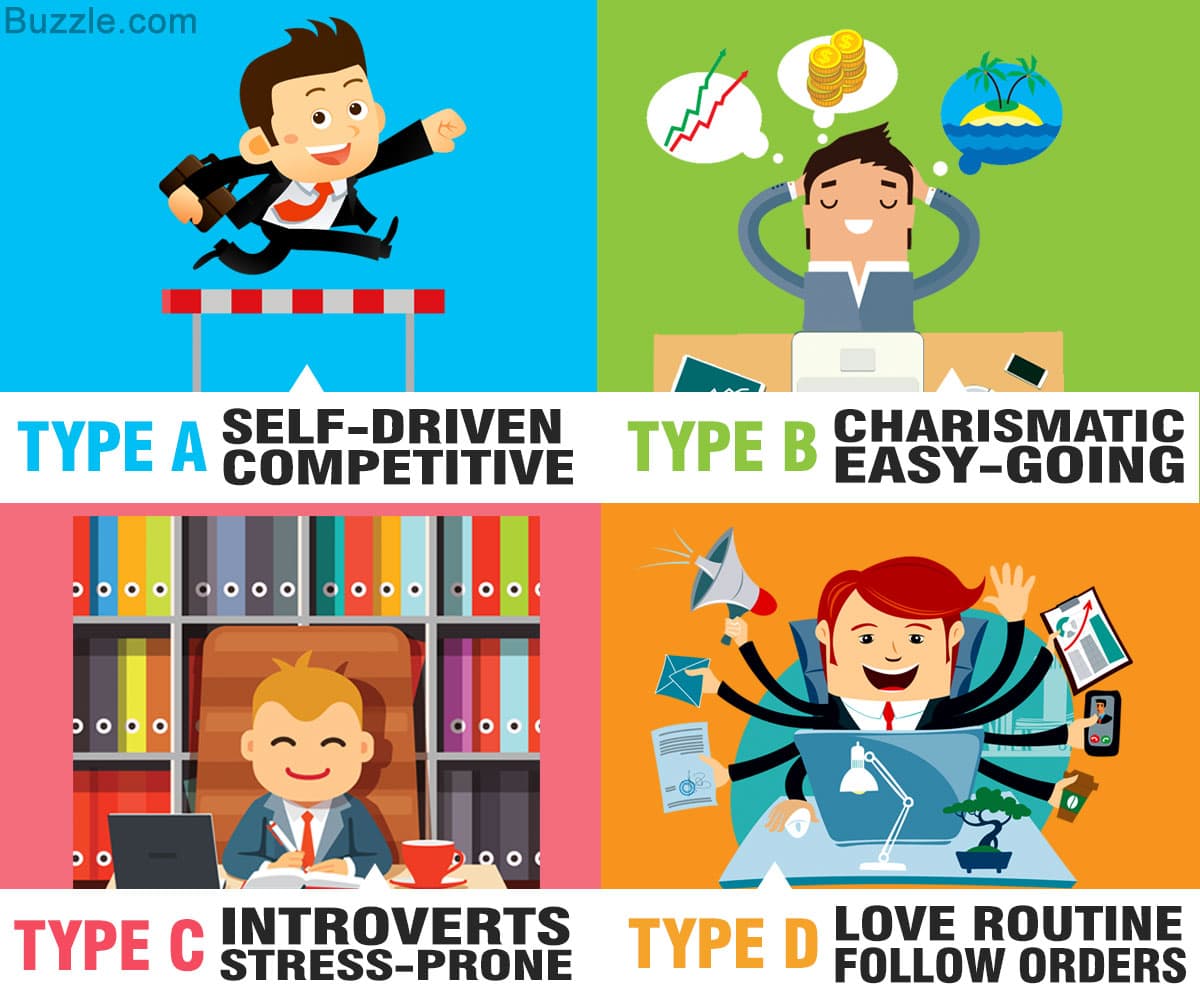 Buzzle.com
TYPE A
SELF-DRIVEN
COMPETITIVE
TYPE B
CHARISMATIC
EASY-GOING
TYPE C
INTROVERTS
STRESS-PRONE
TYPE D
LOVE ROUTINE
FOLLOW ORDERS